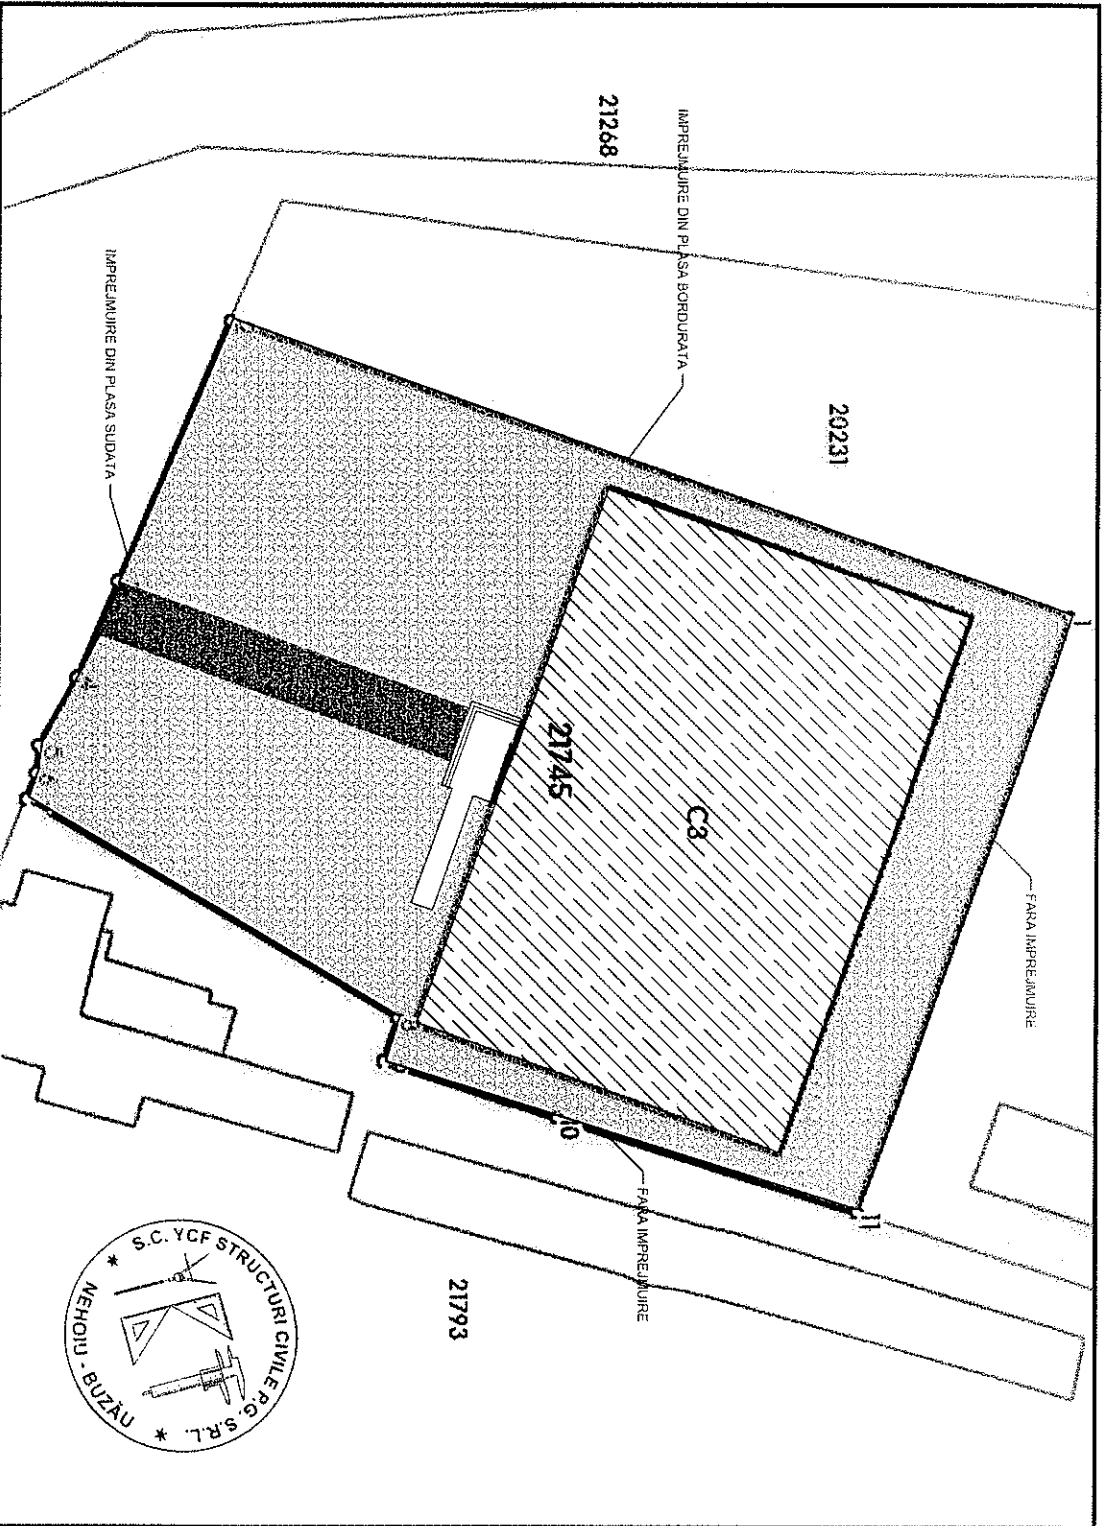 1
FARA IMPREJMUIRE
11
20231
C3
IMPREJMUIRE DIN PLASA BORDURATA
21268
21745
10
FARA IMPREJMUIRE
21793
IMPREJMUIRE DIN PLASA SUDATA
S.C. YCF STRUCTURI CIVILE P.G. S.R.L.
* NEHOIU - BUZĂU *